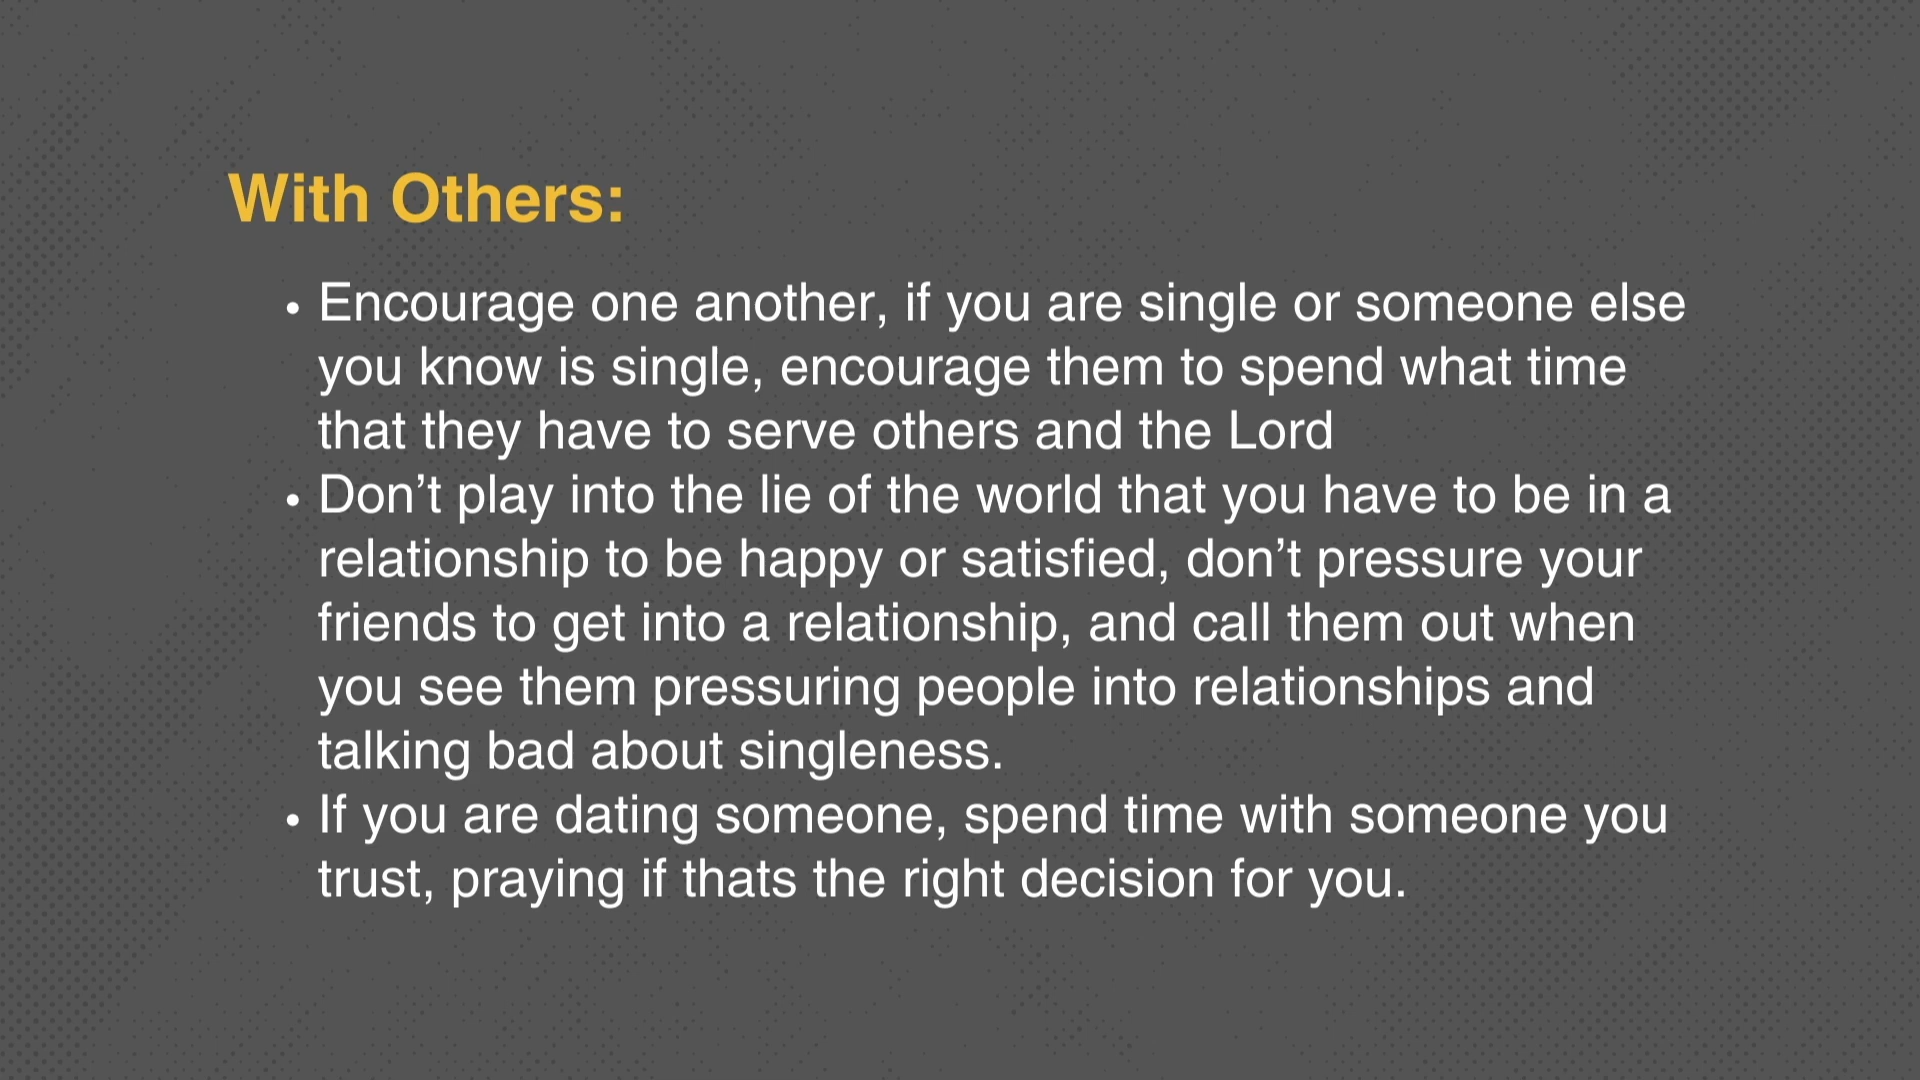 With Others:
• Encourage one another, if you are single or someone else
you know is single, encourage them to spend what time
that they have to serve others and the Lord
• Don’t play into the lie of the world that you have to be in a
relationship to be happy or satisfied, don’t pressure your
friends to get into a relationship, and call them out when
you see them pressuring people into relationships and
talking bad about singleness.
• If you are dating someone, spend time with someone you
trust, praying if thats the right decision for you.